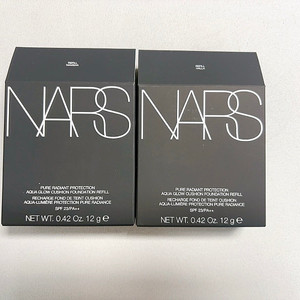 NARS
PURE RADIANT PROTECTION
AQUA GLOW CUSHION FOUNDATION REFILL
RECHARGE FOND DE TEINT CUSHION
AQUA LUMIÈRE PROTECTION PURE RADIANCE
SPF 23/PA++
NET WT. 0.42 Oz. 12 g ℮
NARS
PURE RADIANT PROTECTION
AQUA GLOW CUSHION FOUNDATION REFILL
RECHARGE FOND DE TEINT CUSHION
AQUA LUMIÈRE PROTECTION PURE RADIANCE
SPF 23/PA++
NET WT. 0.42 Oz. 12 g ℮